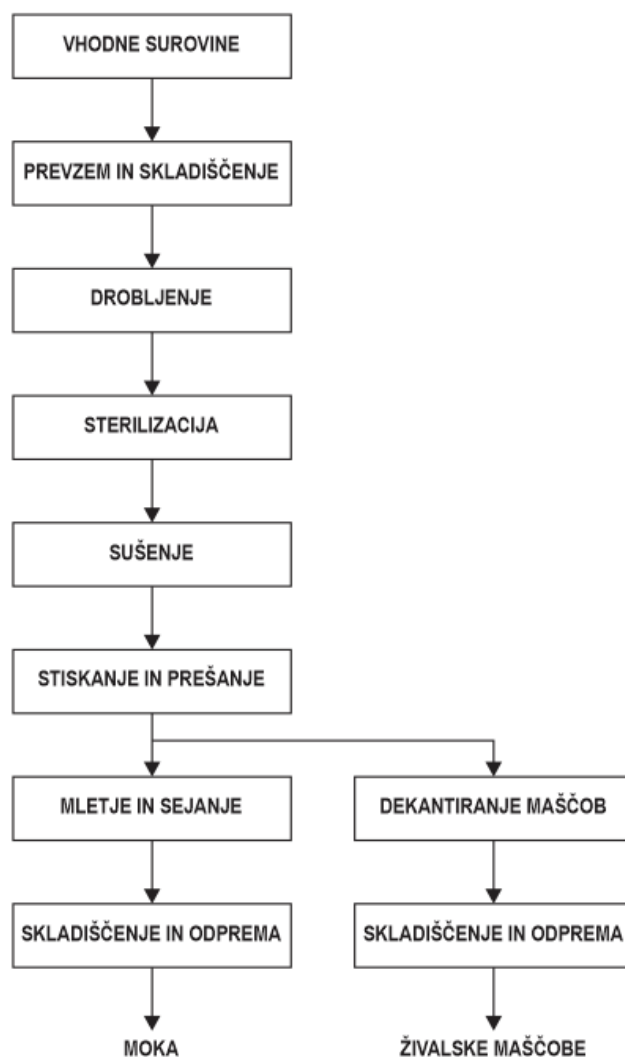 VHODNE SUROVINE
PREVZEM IN SKLADIŠČENJE
DROBLJENJE
STERILIZACIJA
SUŠENJE
STISKANJE IN PREŠANJE
MLETJE IN SEJANJE
DEKANTIRANJE MAŠČOB
SKLADIŠČENJE IN ODPREMA
SKLADIŠČENJE IN ODPREMA
MOKA
ŽIVALSKE MAŠČOBE